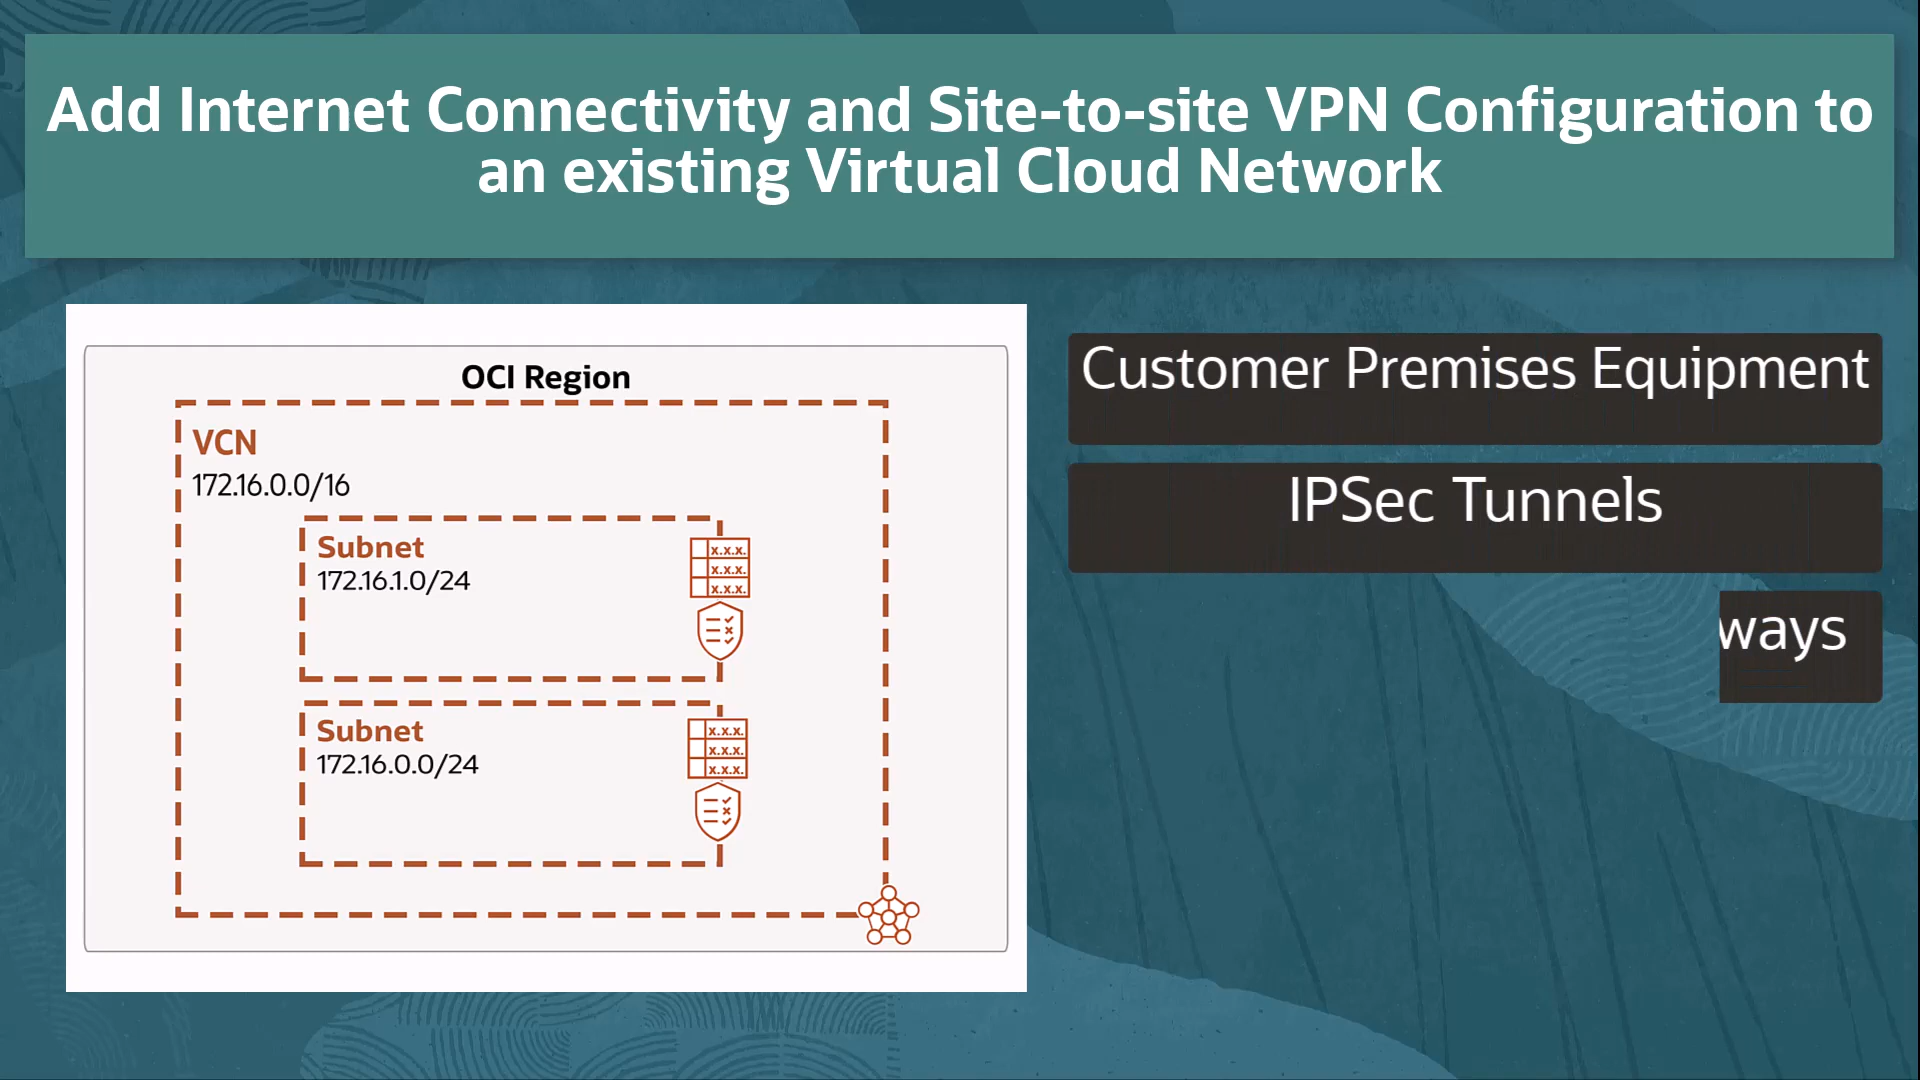 Add Internet Connectivity and Site-to-site VPN Configuration to
an existing Virtual Cloud Network
OCI Region
VCN
172.16.0.0/16
Subnet
172.16.1.0/24
x.x.x.
x.x.x.
x.x.x.
Subnet
172.16.0.0/24
x.x.x.
x.x.x.
x.x.x.
Customer Premises Equipment
IPSec Tunnels
ways